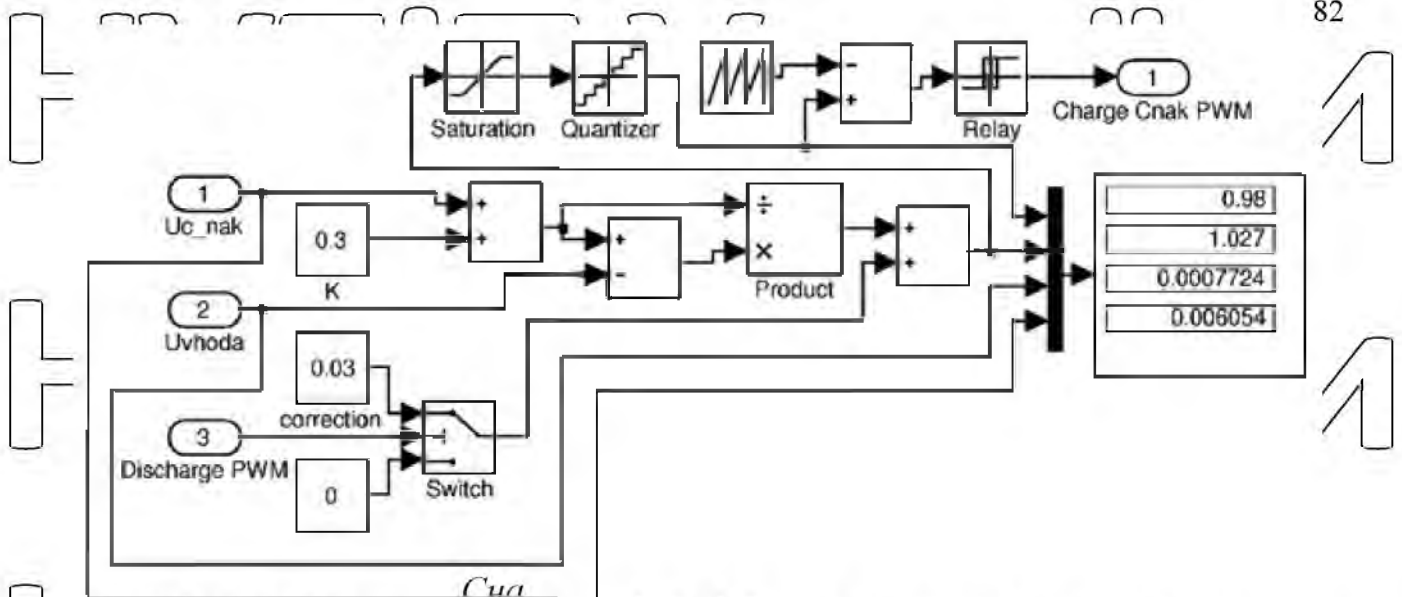 82
Saturation
Quantizer
-
+
Relay
1
Charge Cnak PWM
1
Uc_nak
0.3
K
+
+
+
-
÷
×
Product
+
+
0.98
1.027
0.0007724
0.006054
2
Uvhoda
0.03
correction
3
Discharge PWM
0
Switch